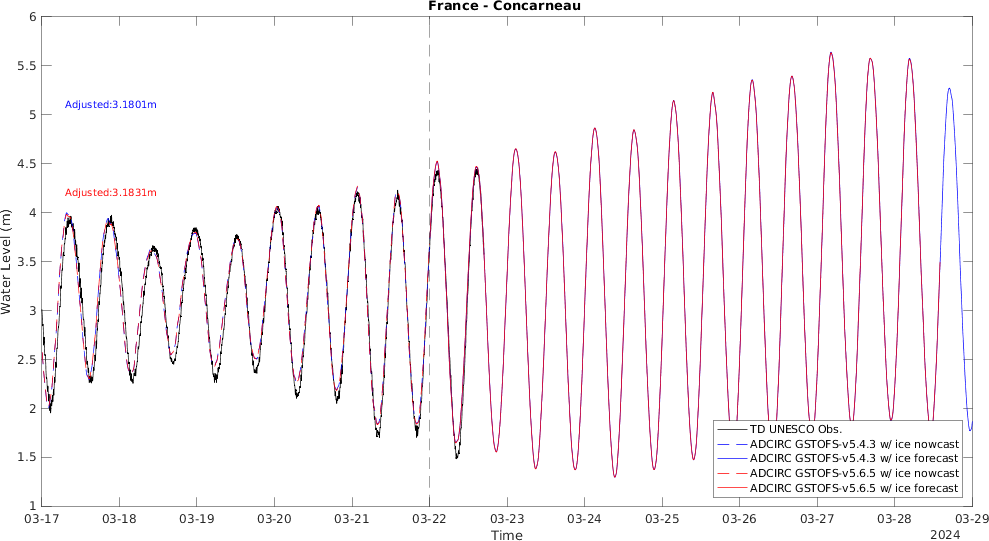 France - Concarneau
6
5.5
5
4.5
4
3.5
3
2.5
2
1.5
1
Water Level (m)
Adjusted:3.1801m
Adjusted:3.1831m
TD UNESCO Obs.
ADCIRC GSTOFS-v5.4.3 w/ ice nowcast
ADCIRC GSTOFS-v5.4.3 w/ ice forecast
ADCIRC GSTOFS-v5.6.5 w/ ice nowcast
ADCIRC GSTOFS-v5.6.5 w/ ice forecast
03-17 03-18 03-19 03-20 03-21 03-22 03-23 03-24 03-25 03-26 03-27 03-28 03-29
Time
2024